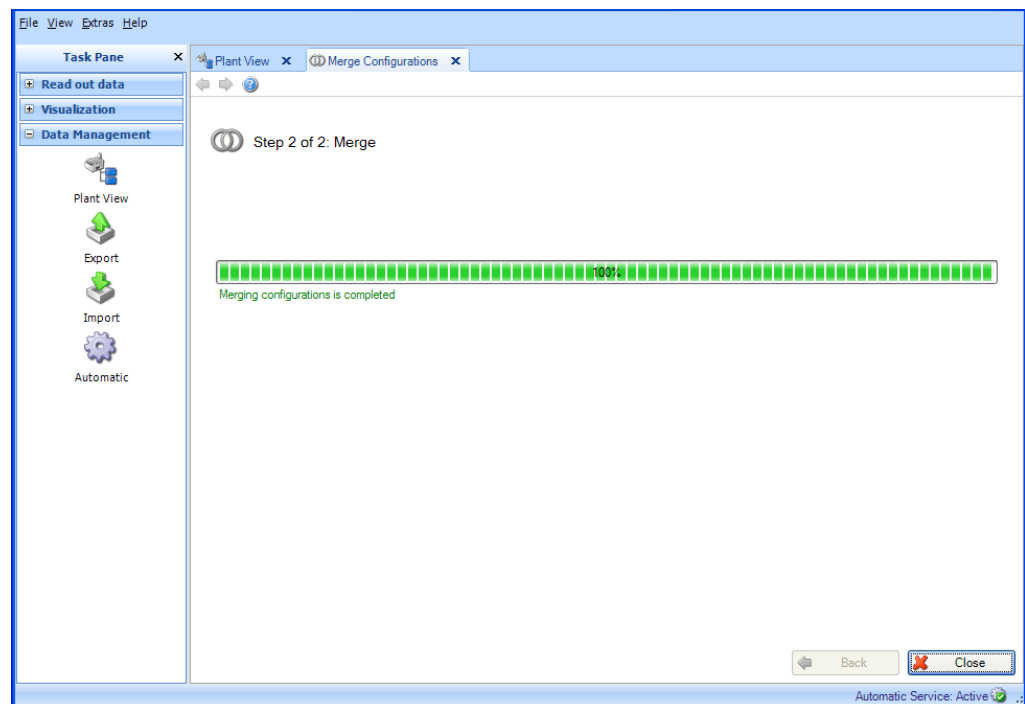 File View Extras Help
Task Pane
Plant View
Merge Configurations
Read out data
Visualization
Data Management
Plant View
Export
Import
Automatic
Step 2 of 2: Merge
100%
Merging configurations is completed
Back
Close
Automatic Service: Active